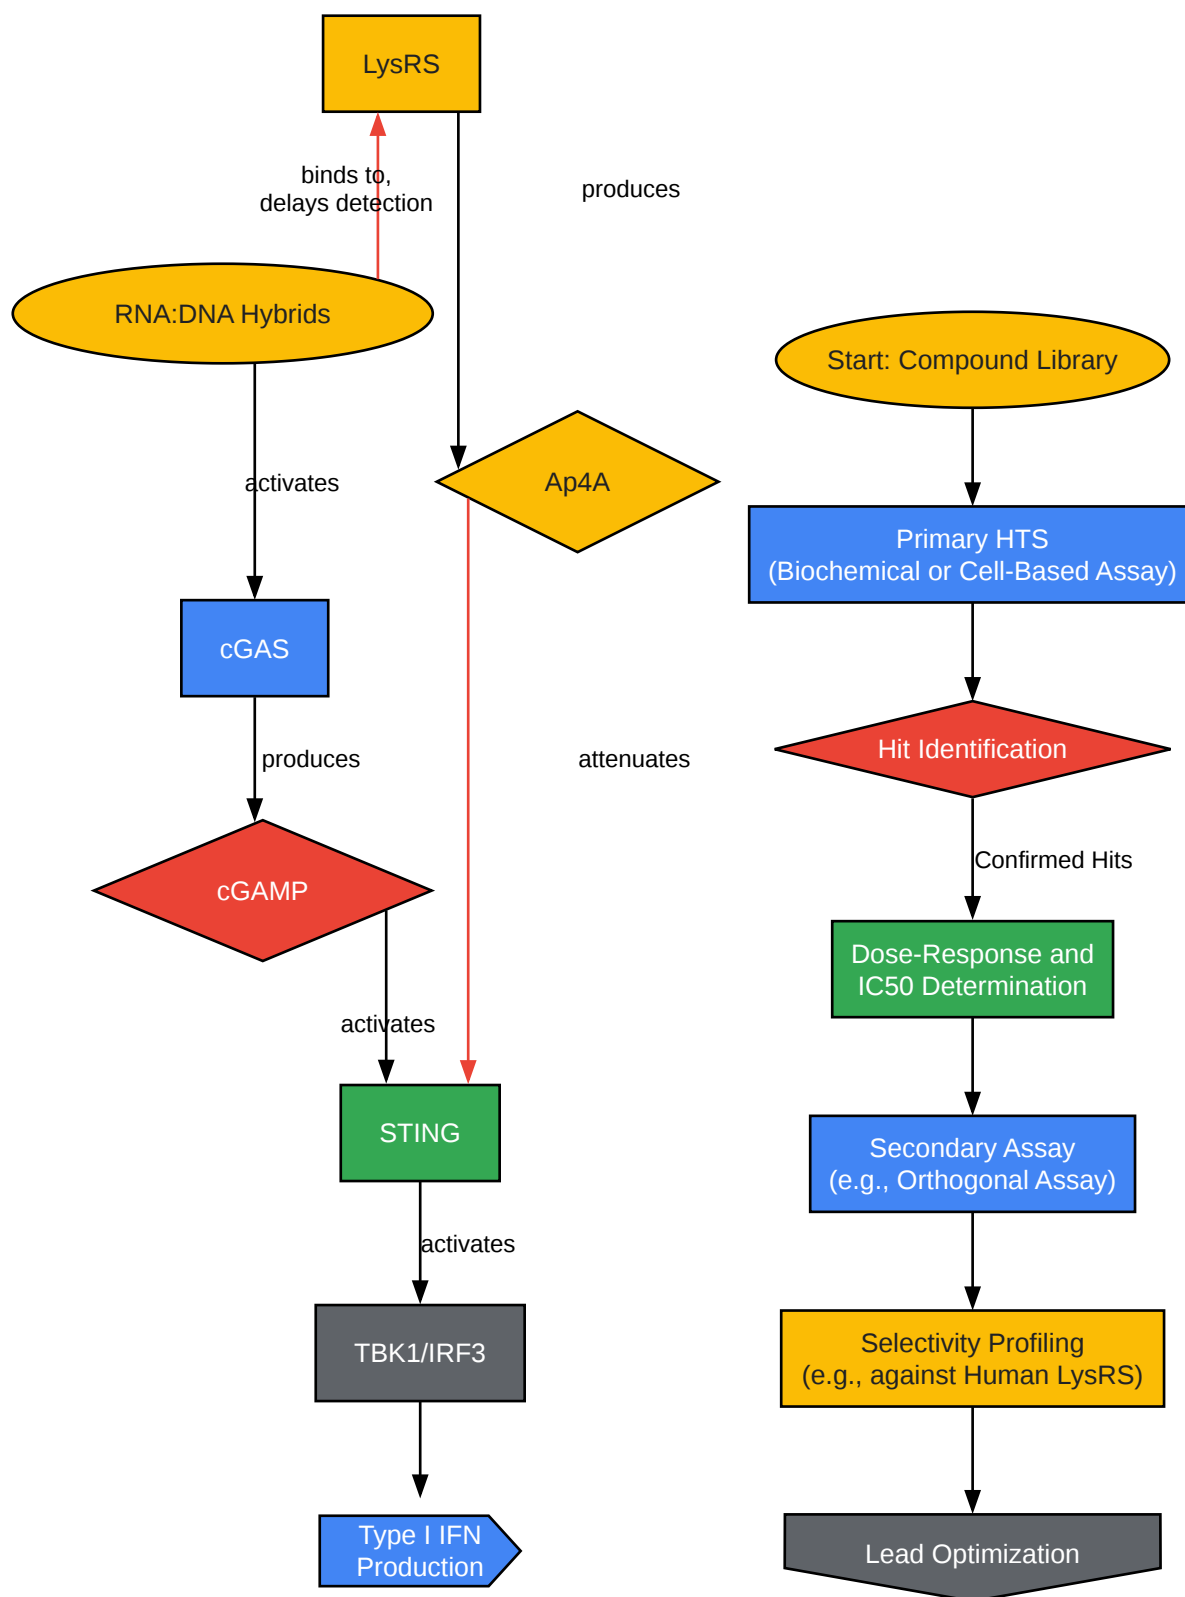 LysRS
binds to,
delays detection
produces
RNA:DNA Hybrids
activates
Ap4A
cGAS
produces
attenuates
cGAMP
activates
STING
activates
TBK1/IRF3
Type I IFN
Production
Start: Compound Library
Primary HTS
(Biochemical or Cell-Based Assay)
Hit Identification
Confirmed Hits
Dose-Response and
IC50 Determination
Secondary Assay
(e.g., Orthogonal Assay)
Selectivity Profiling
(e.g., against Human LysRS)
Lead Optimization